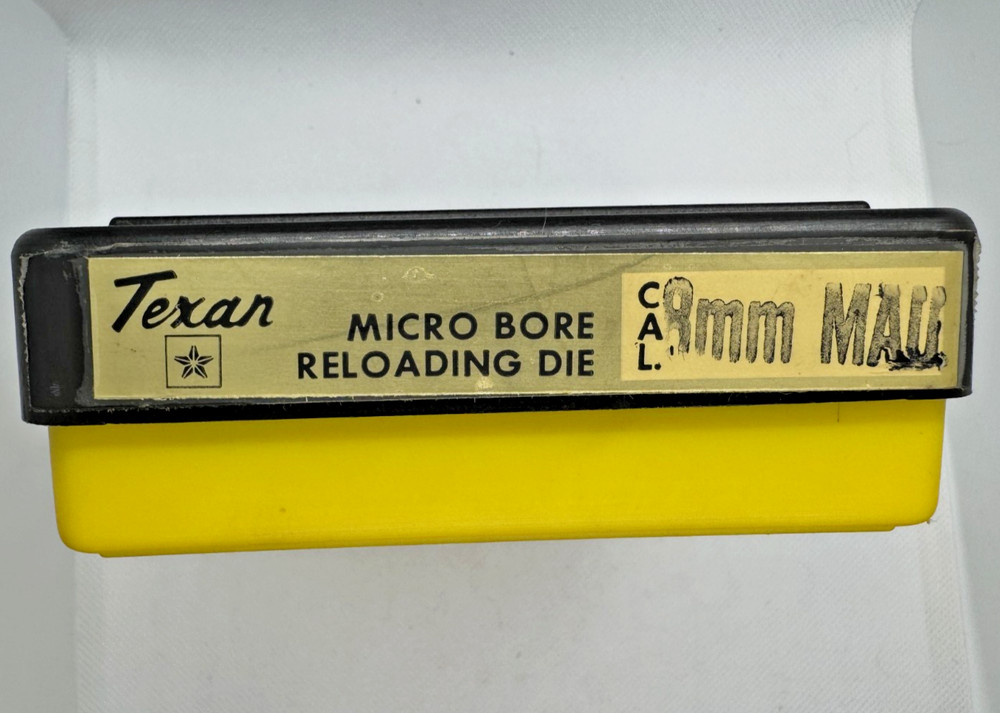 Texan
MICRO BORE
RELOADING DIE
CAL.
8mm MAU